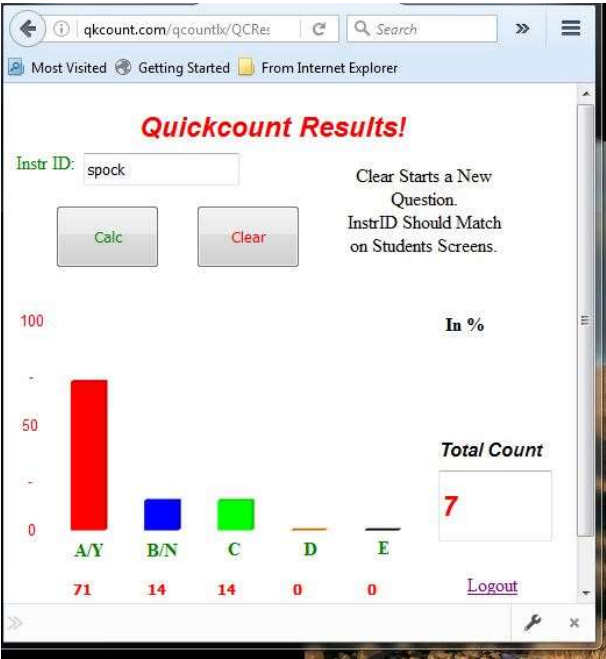 qkcount.com/qcountlx/QCRes
Search
Most Visited Getting Started From Internet Explorer
Quickcount Results!
Instr ID: spock
Clear Starts a New
Question.
InstrID Should Match
on Students Screens.
Calc Clear
100
In %
-
50
Total Count
-
7
0
A/Y B/N C D E
71 14 14 0 0
Logout